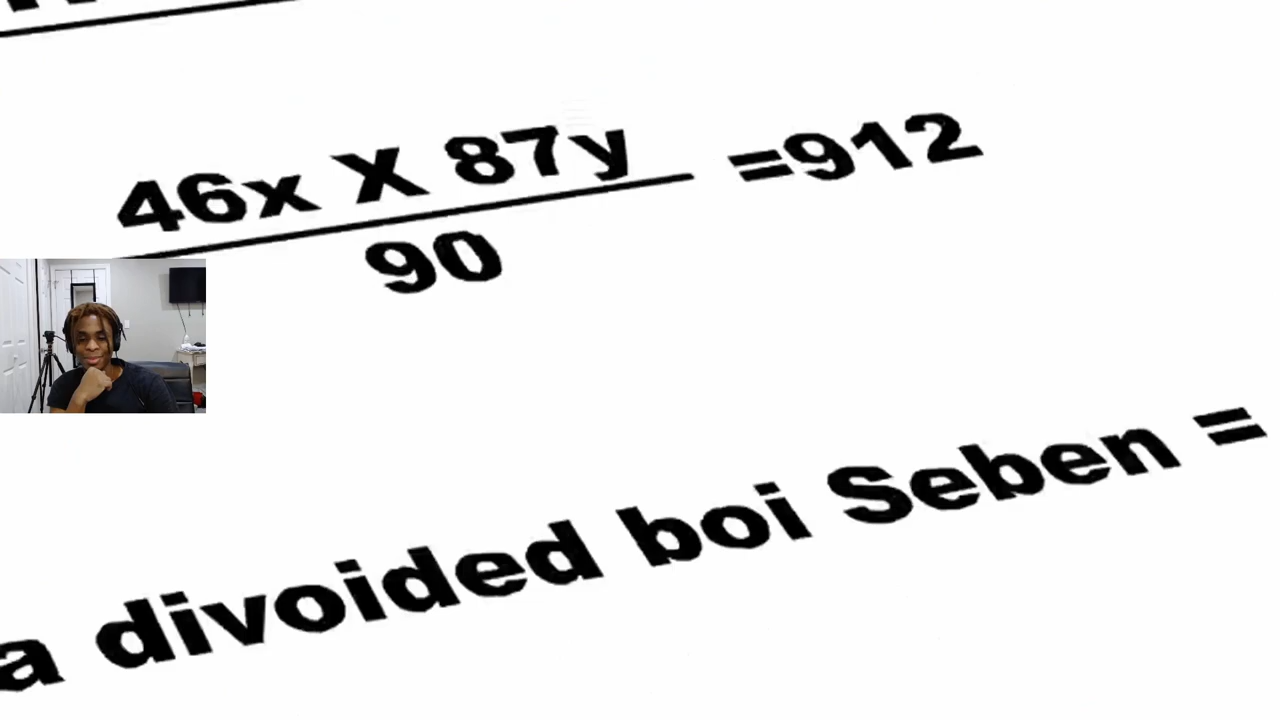 46x X 87y =912
90
a divoided boi Seben =